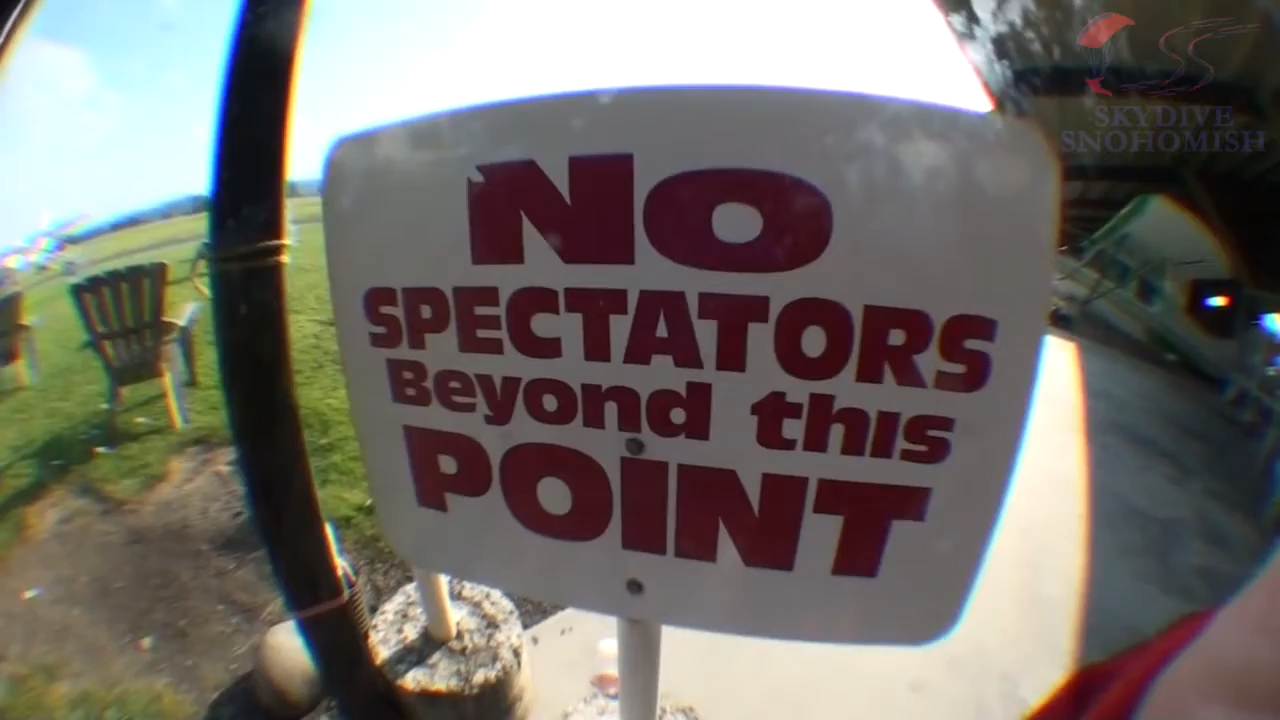 SKYDIVE
SNOHOMISH
NO
SPECTATORS
Beyond this
POINT